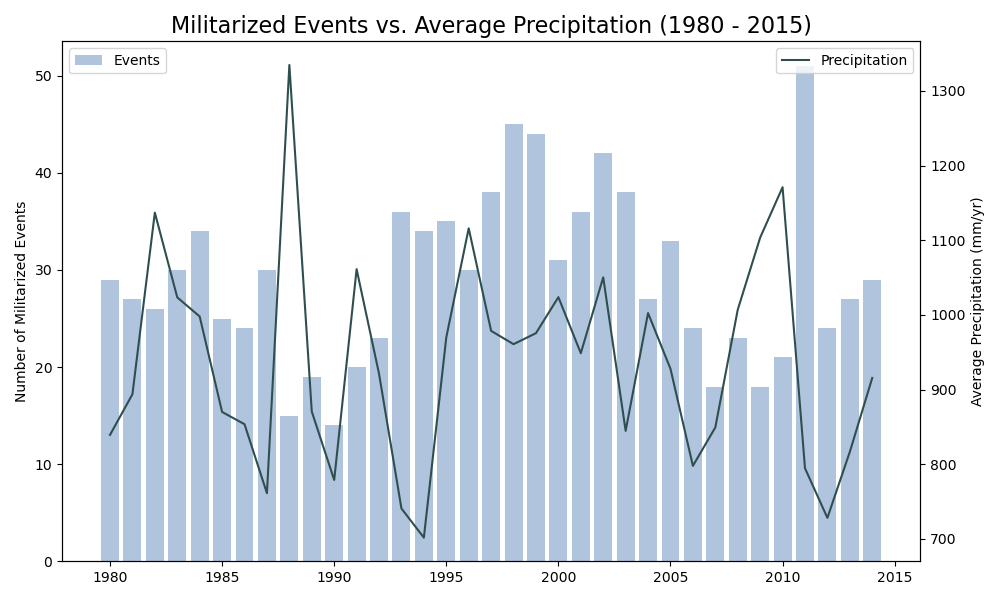 Militarized Events vs. Average Precipitation (1980 - 2015)
Events
Precipitation
Number of Militarized Events
50
40
30
20
10
0
1300
1200
1100
1000
900
800
700
Average Precipitation (mm/yr)
1980 1985 1990 1995 2000 2005 2010 2015